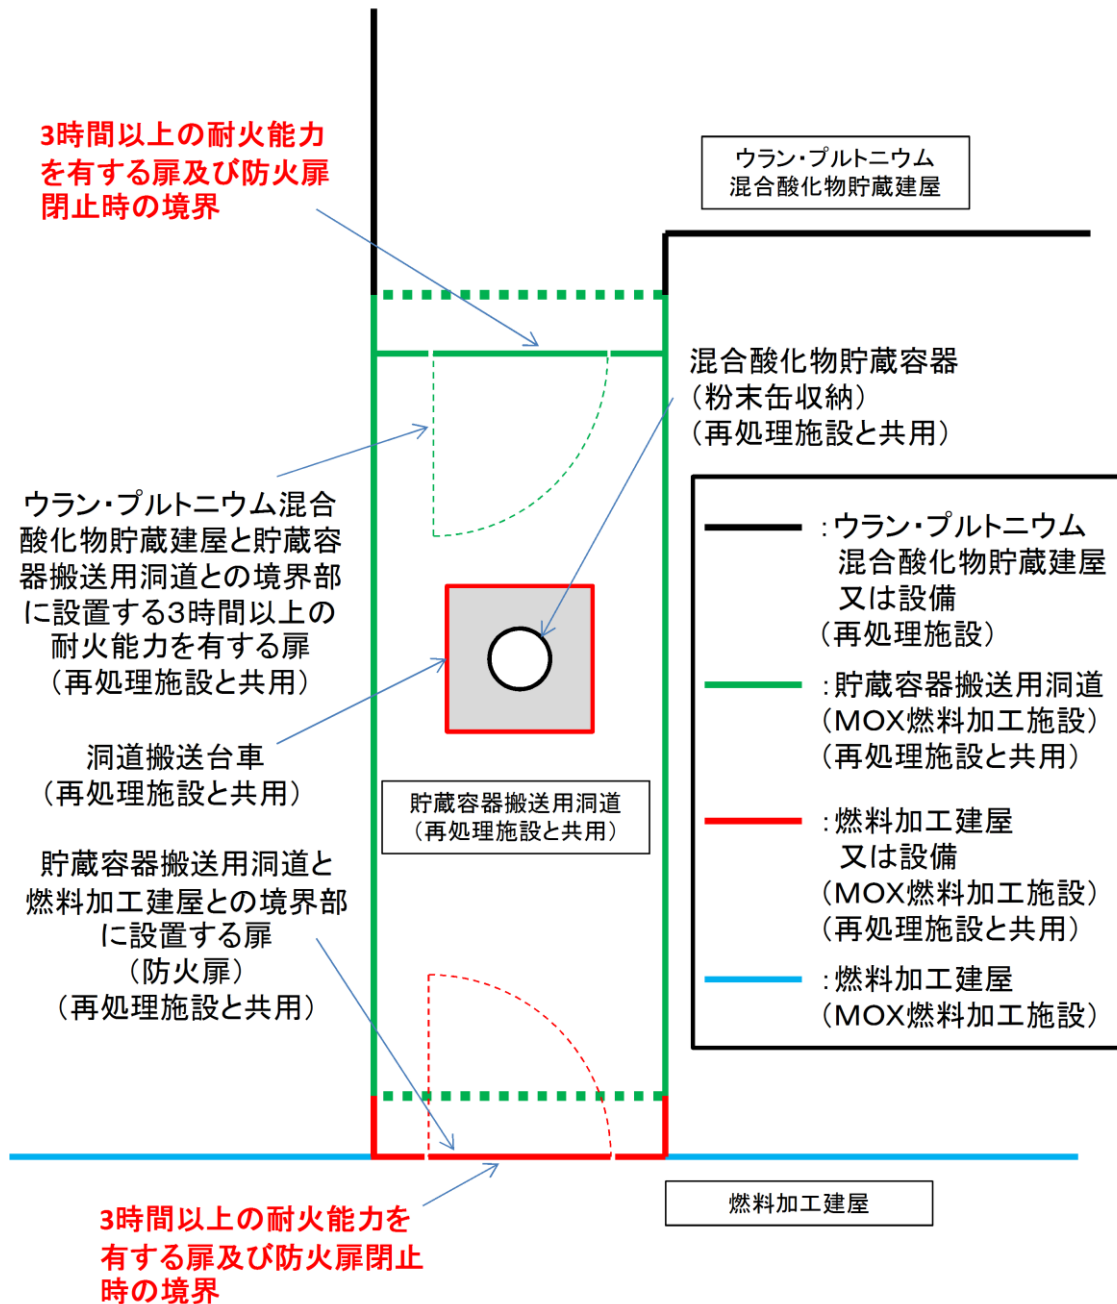 3時間以上の耐火能力
を有する扉及び防火扉
閉止時の境界
ウラン・プルトニウム
混合酸化物貯蔵建屋
混合酸化物貯蔵容器
（粉末缶収納）
（再処理施設と共用）
ウラン・プルトニウム混合
酸化物貯蔵建屋と貯蔵容
器搬送用洞道との境界部
に設置する3時間以上の
耐火能力を有する扉
（再処理施設と共用）
洞道搬送台車
（再処理施設と共用）
貯蔵容器搬送用洞道
（再処理施設と共用）
貯蔵容器搬送用洞道と
燃料加工建屋との境界部
に設置する扉
（防火扉）
（再処理施設と共用）
：ウラン・プルトニウム
混合酸化物貯蔵建屋
又は設備
（再処理施設）
：貯蔵容器搬送用洞道
（MOX燃料加工施設）
（再処理施設と共用）
：燃料加工建屋
又は設備
（MOX燃料加工施設）
（再処理施設と共用）
：燃料加工建屋
（MOX燃料加工施設）
燃料加工建屋
3時間以上の耐火能力を
有する扉及び防火扉閉止
時の境界